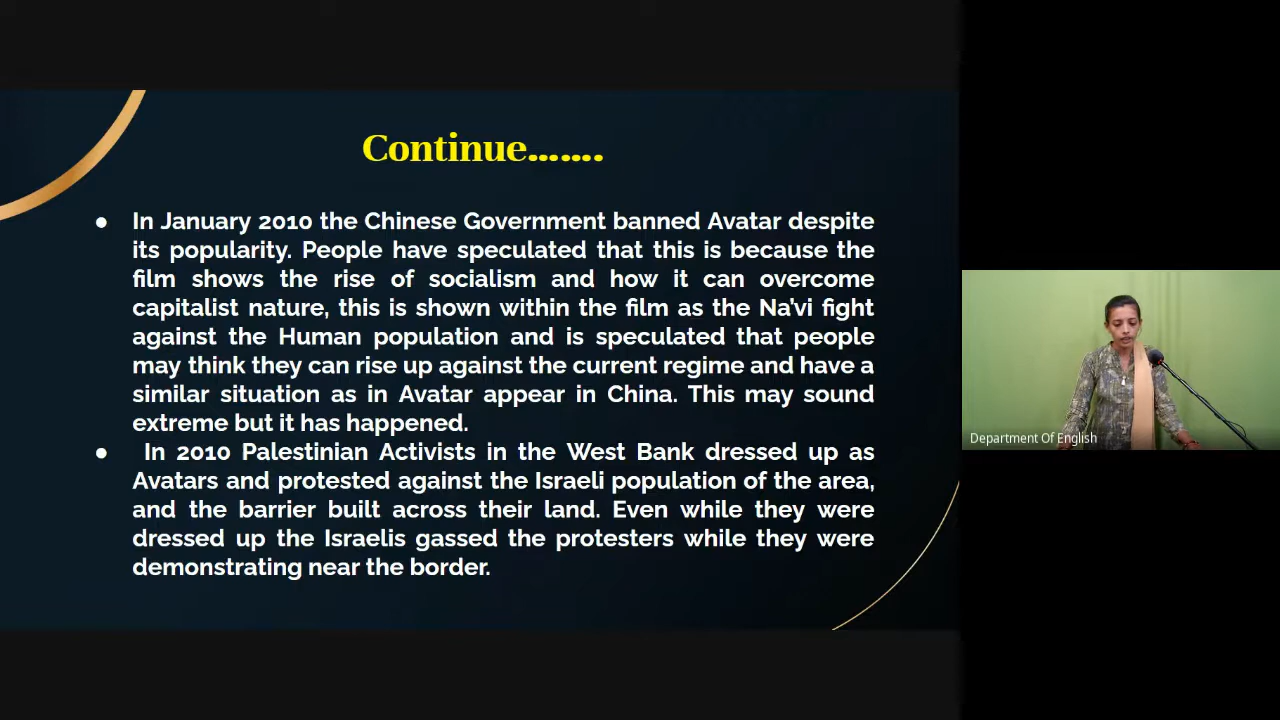 Continue.......
● In January 2010 the Chinese Government banned Avatar despite
its popularity. People have speculated that this is because the
film shows the rise of socialism and how it can overcome
capitalist nature, this is shown within the film as the Na'vi fight
against the Human population and is speculated that people
may think they can rise up against the current regime and have a
similar situation as in Avatar appear in China. This may sound
extreme but it has happened.
● In 2010 Palestinian Activists in the West Bank dressed up as
Avatars and protested against the Israeli population of the area,
and the barrier built across their land. Even while they were
dressed up the Israelis gassed the protesters while they were
demonstrating near the border.
Department Of English